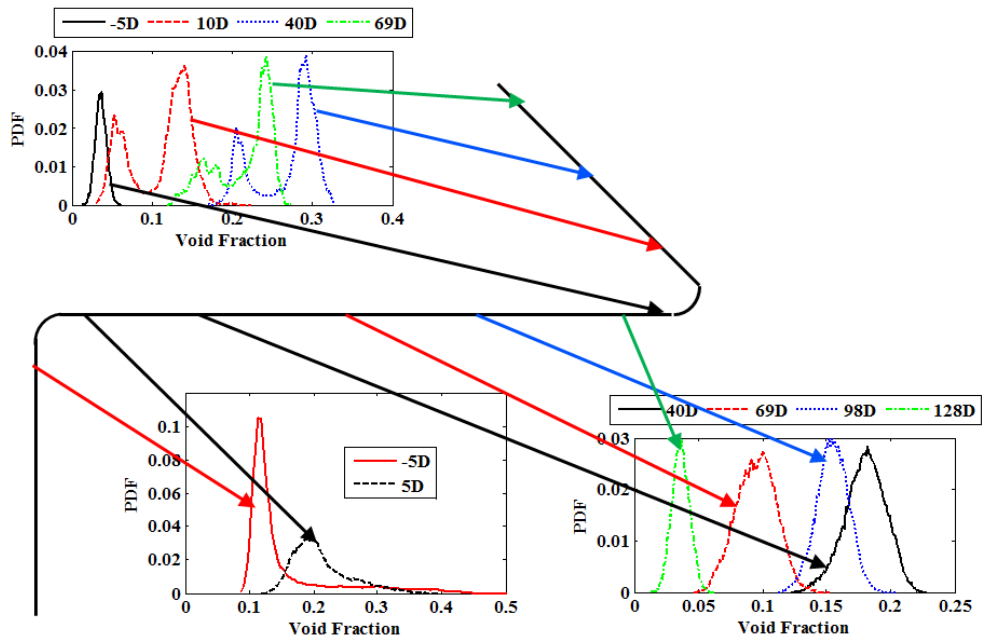 -5D 10D 40D 69D
0.04
0.03
0.02
0.01
0
PDF
0 0.1 0.2 0.3 0.4
Void Fraction
0.1
0.08
0.06
0.04
0.02
0
PDF
-5D
5D
0 0.1 0.2 0.3 0.4 0.5
Void Fraction
40D 69D 98D 128D
0.03
0.02
0.01
0
PDF
0 0.05 0.1 0.15 0.2 0.25
Void Fraction